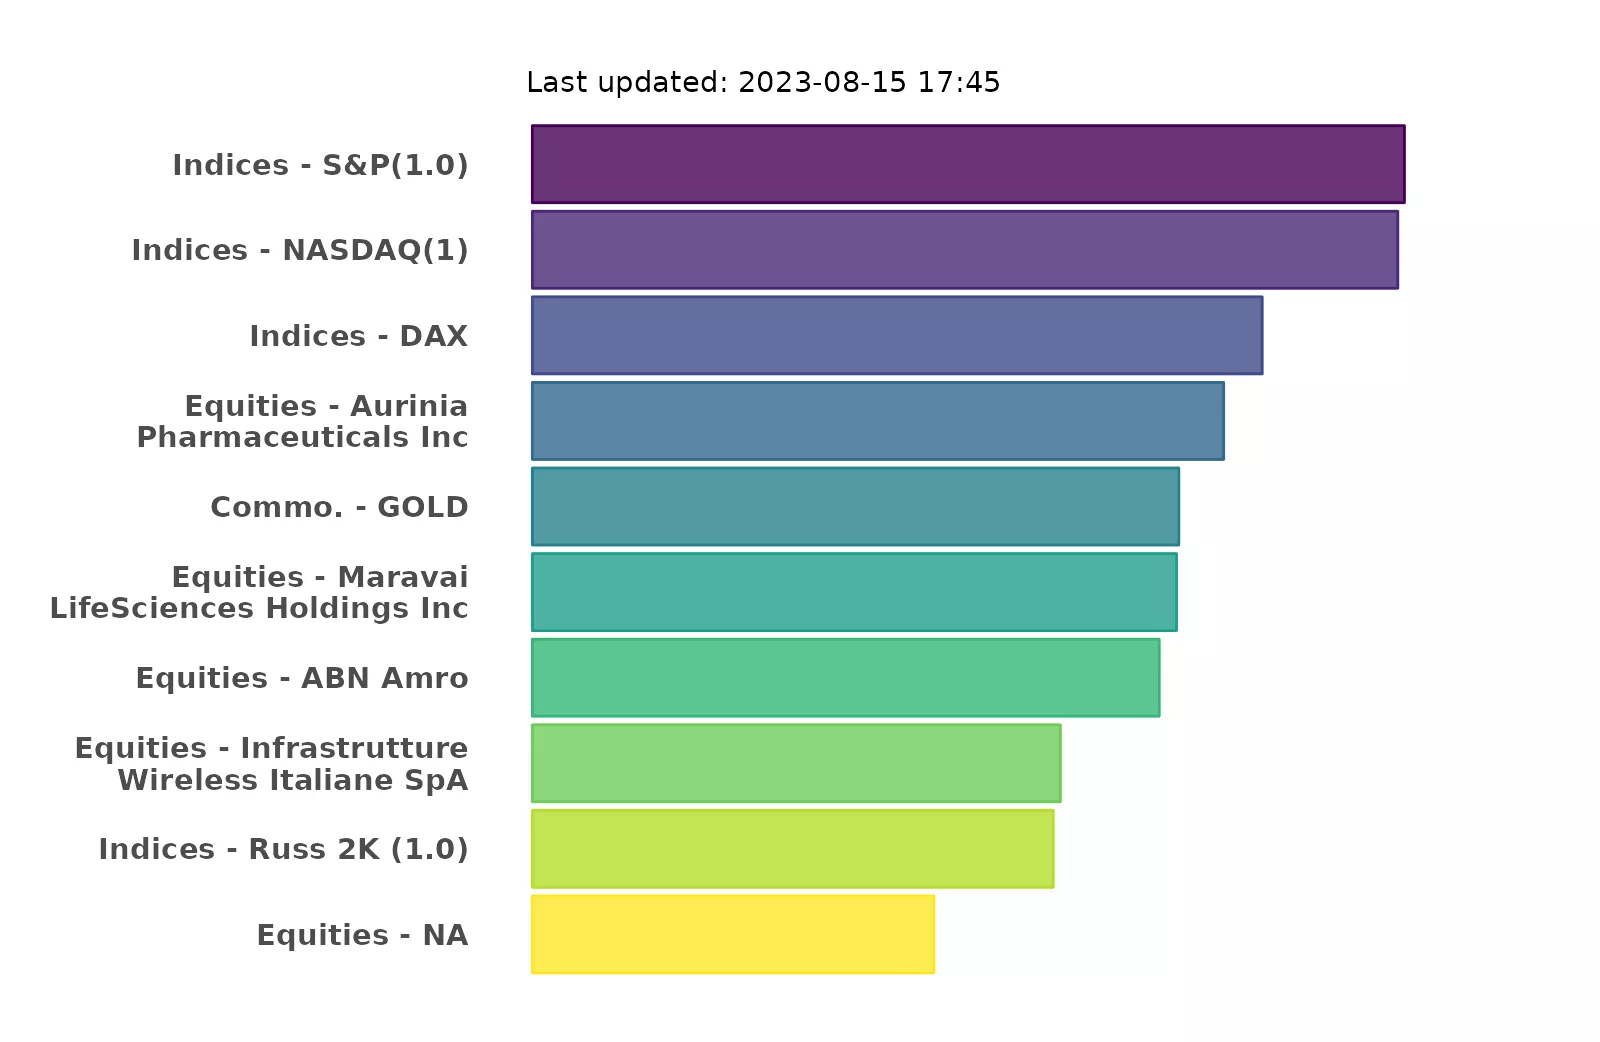 Last updated: 2023-08-15 17:45
Indices - S&P(1.0)
Indices - NASDAQ(1)
Indices - DAX
Equities - Aurinia
Pharmaceuticals Inc
Commo. - GOLD
Equities - Maravai
LifeSciences Holdings Inc
Equities - ABN Amro
Equities - Infrastrutture
Wireless Italiane SpA
Indices - Russ 2K (1.0)
Equities - NA